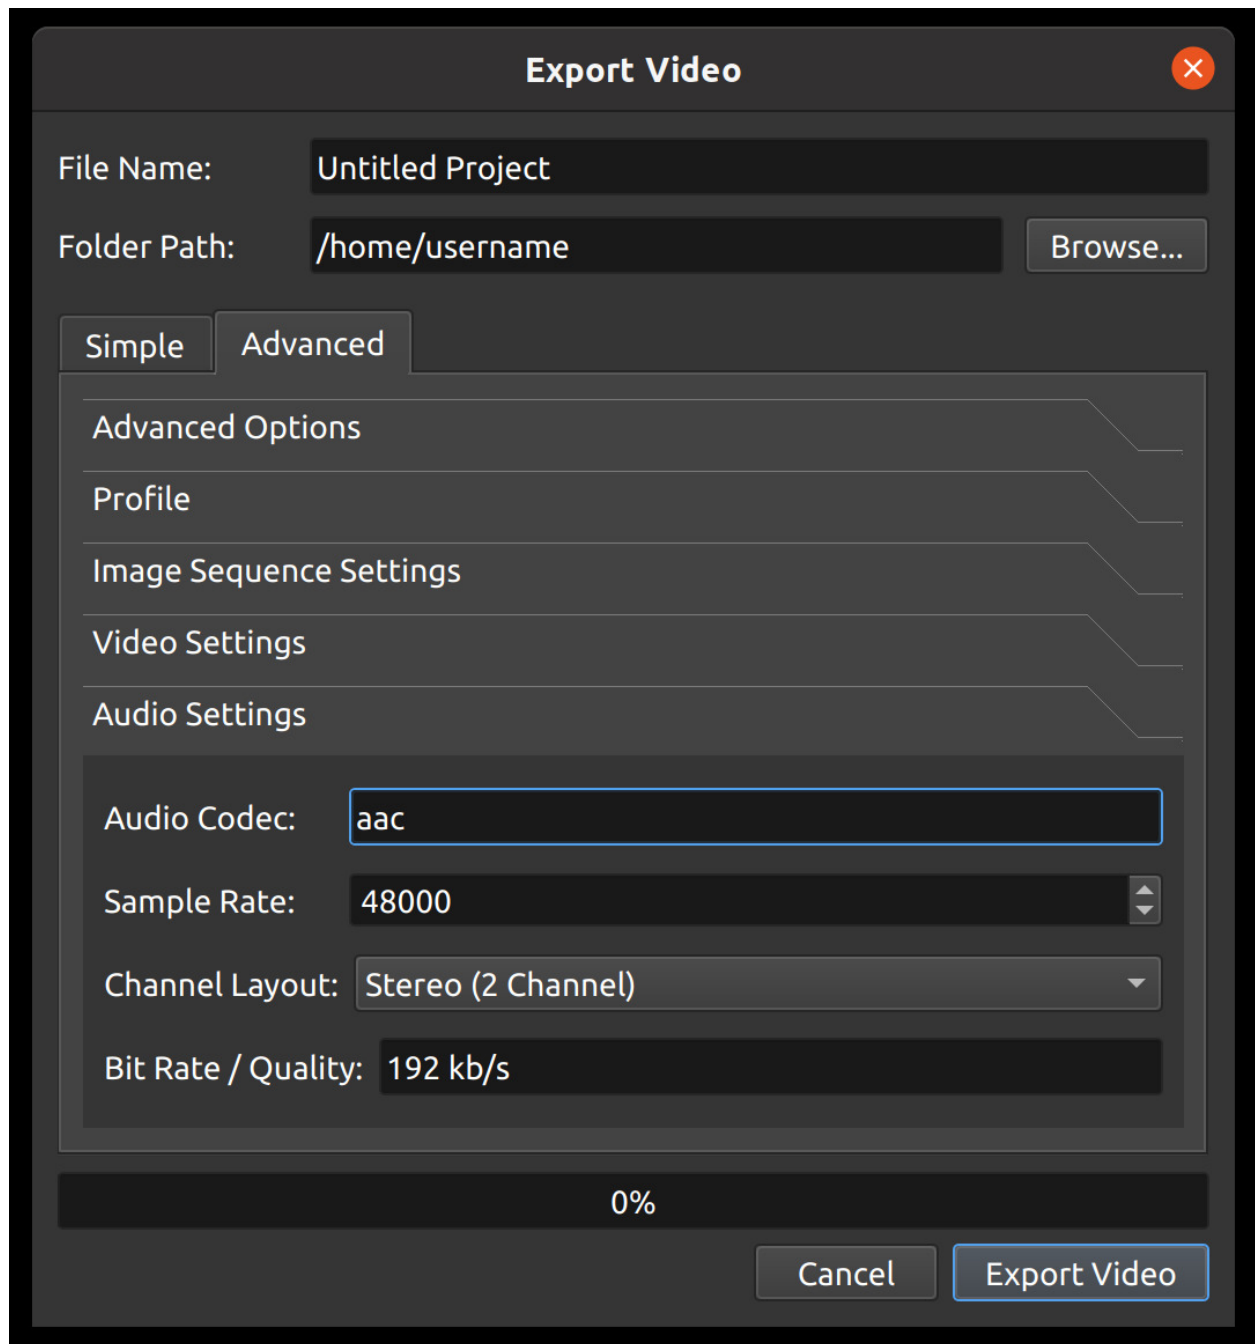 Export Video
File Name: Untitled Project
Folder Path: /home/username Browse...
Simple Advanced
Advanced Options
Profile
Image Sequence Settings
Video Settings
Audio Settings
Audio Codec: aac
Sample Rate: 48000
Channel Layout: Stereo (2 Channel)
Bit Rate / Quality: 192 kb/s
0%
Cancel Export Video